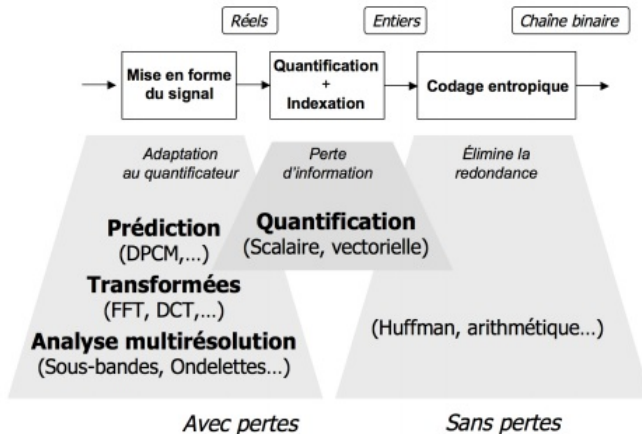 Réels
Entiers
Chaîne binaire
Mise en forme
du signal
Quantification
+
Indexation
Codage entropique
Adaptation
au quantificateur
Perte
d'information
Élimine la
redondance
Prédiction
(DPCM,...)
Transformées
(FFT, DCT,...)
Analyse multirésolution
(Sous-bandes, Ondelettes...)
Quantification
(Scalaire, vectorielle)
(Huffman, arithmétique...)
Avec pertes
Sans pertes